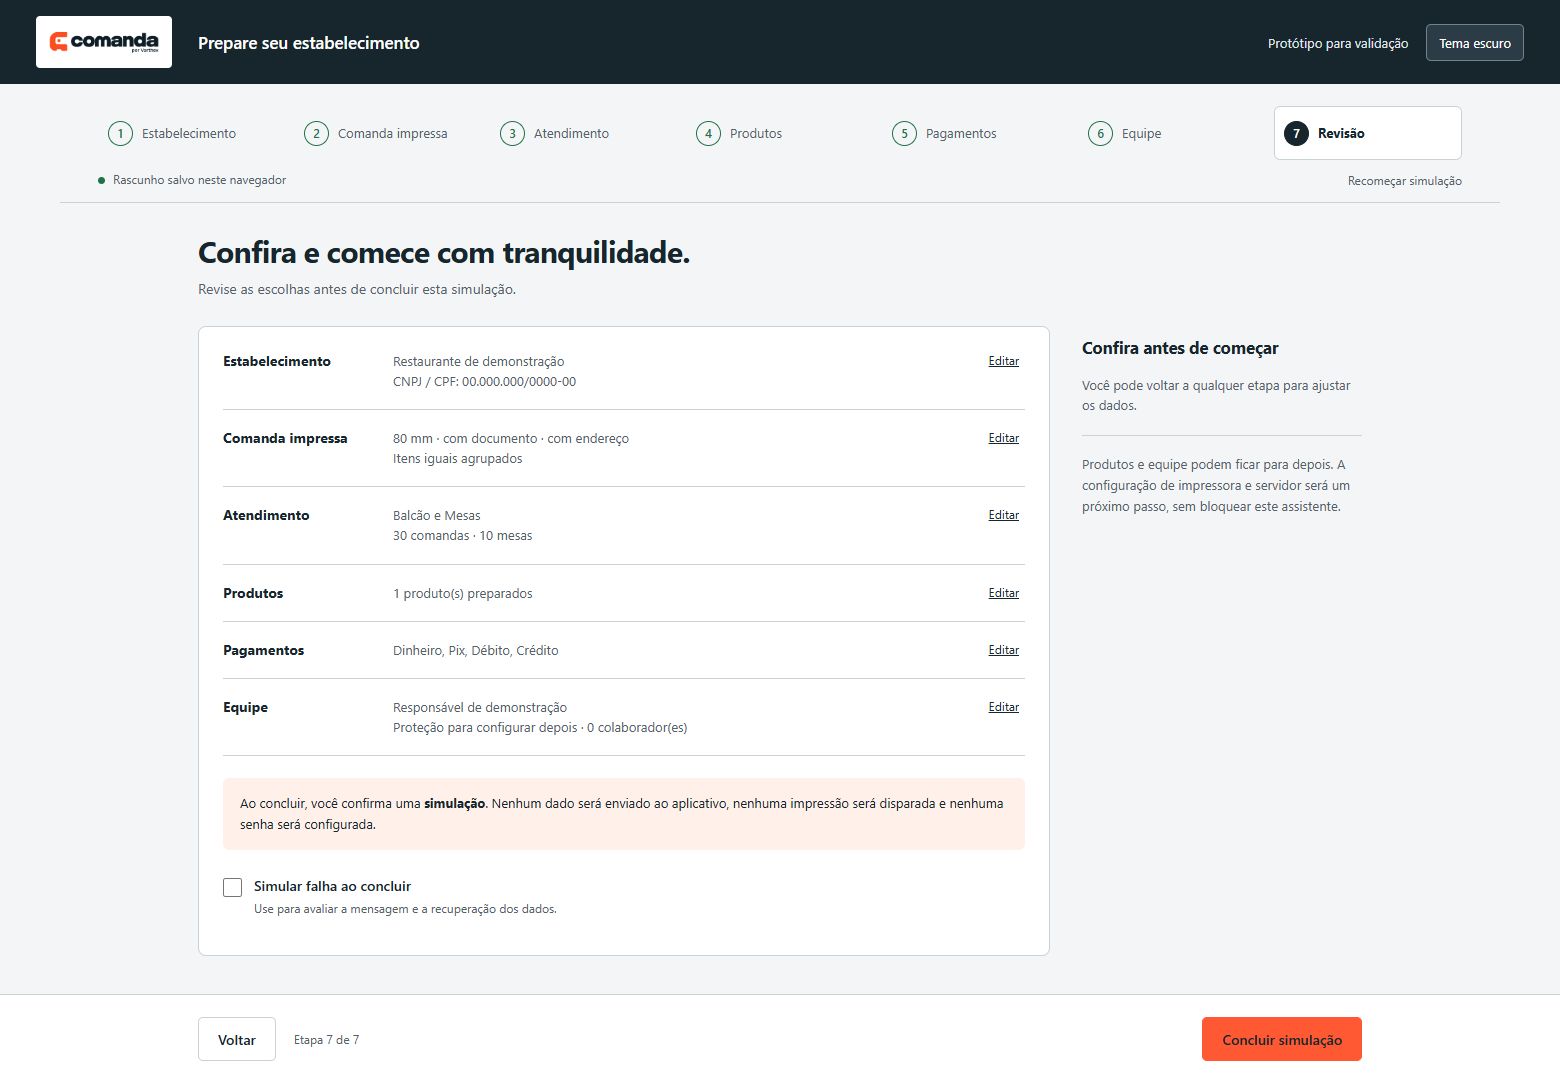 comanda
por Vorthex
Prepare seu estabelecimento
Protótipo para validação
Tema escuro
1 Estabelecimento
2 Comanda impressa
3 Atendimento
4 Produtos
5 Pagamentos
6 Equipe
7 Revisão
Rascunho salvo neste navegador
Recomeçar simulação
Confira e comece com tranquilidade.
Revise as escolhas antes de concluir esta simulação.
Estabelecimento
Restaurante de demonstração
CNPJ / CPF: 00.000.000/0000-00
Editar
Comanda impressa
80 mm · com documento · com endereço
Itens iguais agrupados
Editar
Atendimento
Balcão e Mesas
30 comandas · 10 mesas
Editar
Produtos
1 produto(s) preparados
Editar
Pagamentos
Dinheiro, Pix, Débito, Crédito
Editar
Equipe
Responsável de demonstração
Proteção para configurar depois · 0 colaborador(es)
Editar
Ao concluir, você confirma uma simulação. Nenhum dado será enviado ao aplicativo, nenhuma impressão será disparada e nenhuma
senha será configurada.
Simular falha ao concluir
Use para avaliar a mensagem e a recuperação dos dados.
Confira antes de começar
Você pode voltar a qualquer etapa para ajustar
os dados.
Produtos e equipe podem ficar para depois. A
configuração de impressora e servidor será um
próximo passo, sem bloquear este assistente.
Voltar
Etapa 7 de 7
Concluir simulação